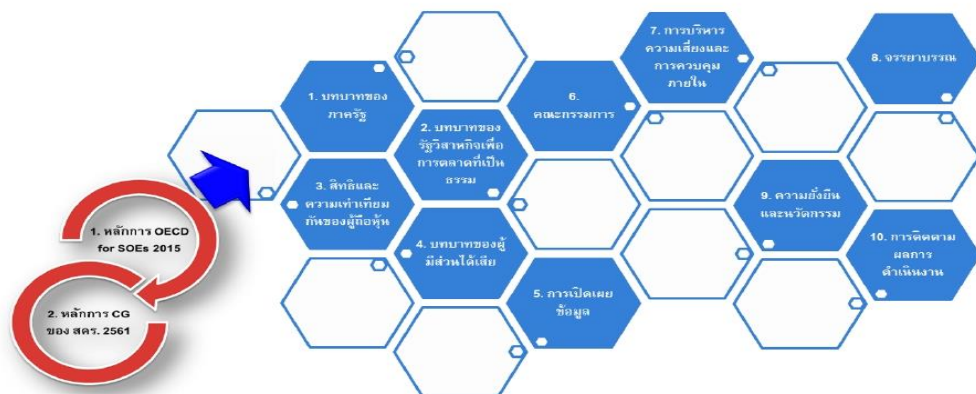 1. หลักการ OECD
for SOEs 2015
2. หลักการ CG
ของ สคร. 2561
1. บทบาทของ
ภาครัฐ
2. บทบาทของ
รัฐวิสาหกิจเพื่อ
การตลาดที่เป็น
ธรรม
3. สิทธิและ
ความเท่าเทียม
กันของผู้ถือหุ้น
4. บทบาทของผู้
มีส่วนได้เสีย
5. การเปิดเผย
ข้อมูล
6.
คณะกรรมการ
7. การบริหาร
ความเสี่ยงและ
การควบคุม
ภายใน
8. จรรยาบรรณ
9. ความยั่งยืน
และนวัตกรรม
10. การติดตาม
ผลการ
ดำเนินงาน